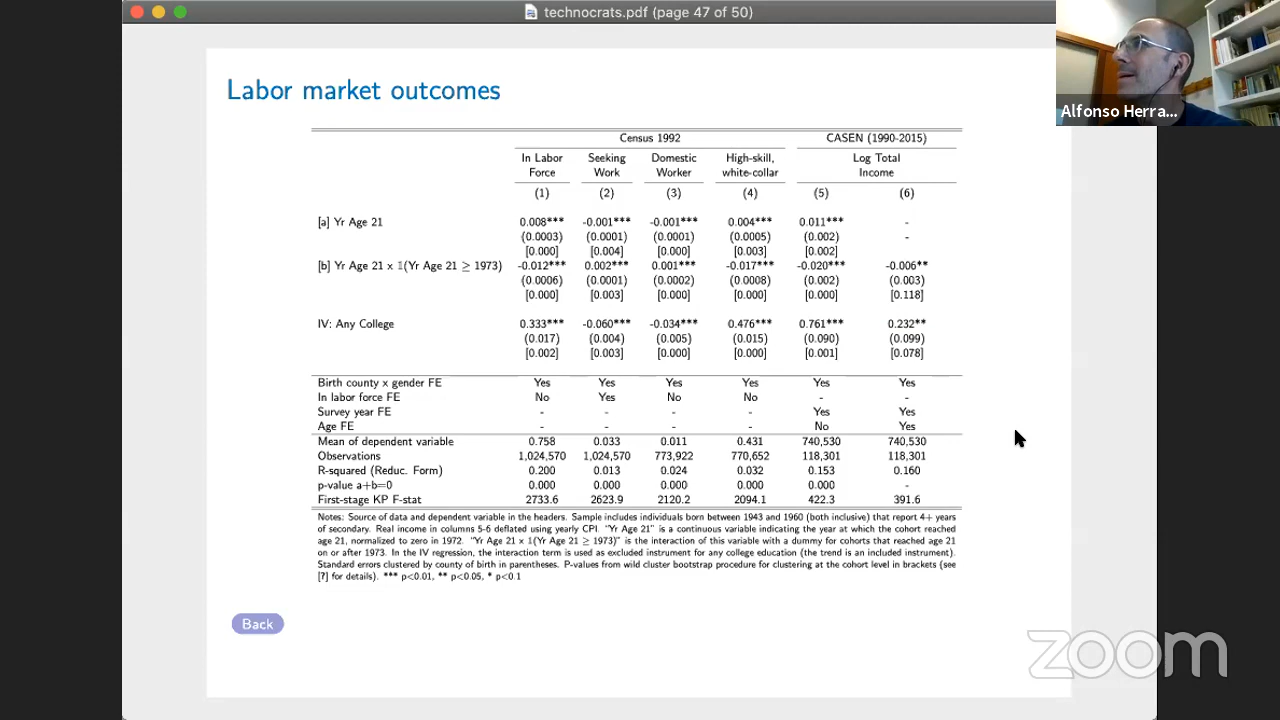 technocrats.pdf (page 47 of 50)
Alfonso Herra...
Labor market outcomes
Census 1992 CASEN (1990-2015)
In Labor Seeking Domestic High-skill, Log Total
Force Work Worker white-collar Income
(1) (2) (3) (4) (5) (6)
[a] Yr Age 21 0.008*** -0.001*** -0.001*** 0.004*** 0.011*** -
(0.0003) (0.0001) (0.0001) (0.0005) (0.002) -
[0.000] [0.004] [0.000] [0.003] [0.002]
[b] Yr Age 21 x 𝟙(Yr Age 21 ≥ 1973) -0.012*** 0.002*** 0.001*** -0.017*** -0.020*** -0.006**
(0.0006) (0.0001) (0.0002) (0.0008) (0.002) (0.003)
[0.000] [0.003] [0.000] [0.000] [0.000] [0.118]
IV: Any College 0.333*** -0.060*** -0.034*** 0.476*** 0.761*** 0.232**
(0.017) (0.004) (0.005) (0.015) (0.090) (0.099)
[0.002] [0.003] [0.000] [0.000] [0.001] [0.078]
Birth county x gender FE Yes Yes Yes Yes Yes Yes
In labor force FE No Yes No No - -
Survey year FE - - - - Yes Yes
Age FE - - - - No Yes
Mean of dependent variable 0.758 0.033 0.011 0.431 740,530 740,530
Observations 1,024,570 1,024,570 773,922 770,652 118,301 118,301
R-squared (Reduc. Form) 0.200 0.013 0.024 0.032 0.153 0.160
p-value a+b=0 0.000 0.000 0.000 0.000 0.000 -
First-stage KP F-stat 2733.6 2623.9 2120.2 2094.1 422.3 391.6
Notes: Source of data and dependent variable in the headers. Sample includes individuals born between 1943 and 1960 (both inclusive) that report 4+ years
of secondary. Real income in columns 5-6 deflated using yearly CPI. "Yr Age 21" is a continuous variable indicating the year at which the cohort reached
age 21, normalized to zero in 1972. "Yr Age 21 x 𝟙(Yr Age 21 ≥ 1973)" is the interaction of this variable with a dummy for cohorts that reached age 21
on or after 1973. In the IV regression, the interaction term is used as excluded instrument for any college education (the trend is an included instrument).
Standard errors clustered by county of birth in parentheses. P-values from wild cluster bootstrap procedure for clustering at the cohort level in brackets (see
[?] for details). *** p<0.01, ** p<0.05, * p<0.1
Back
zoom